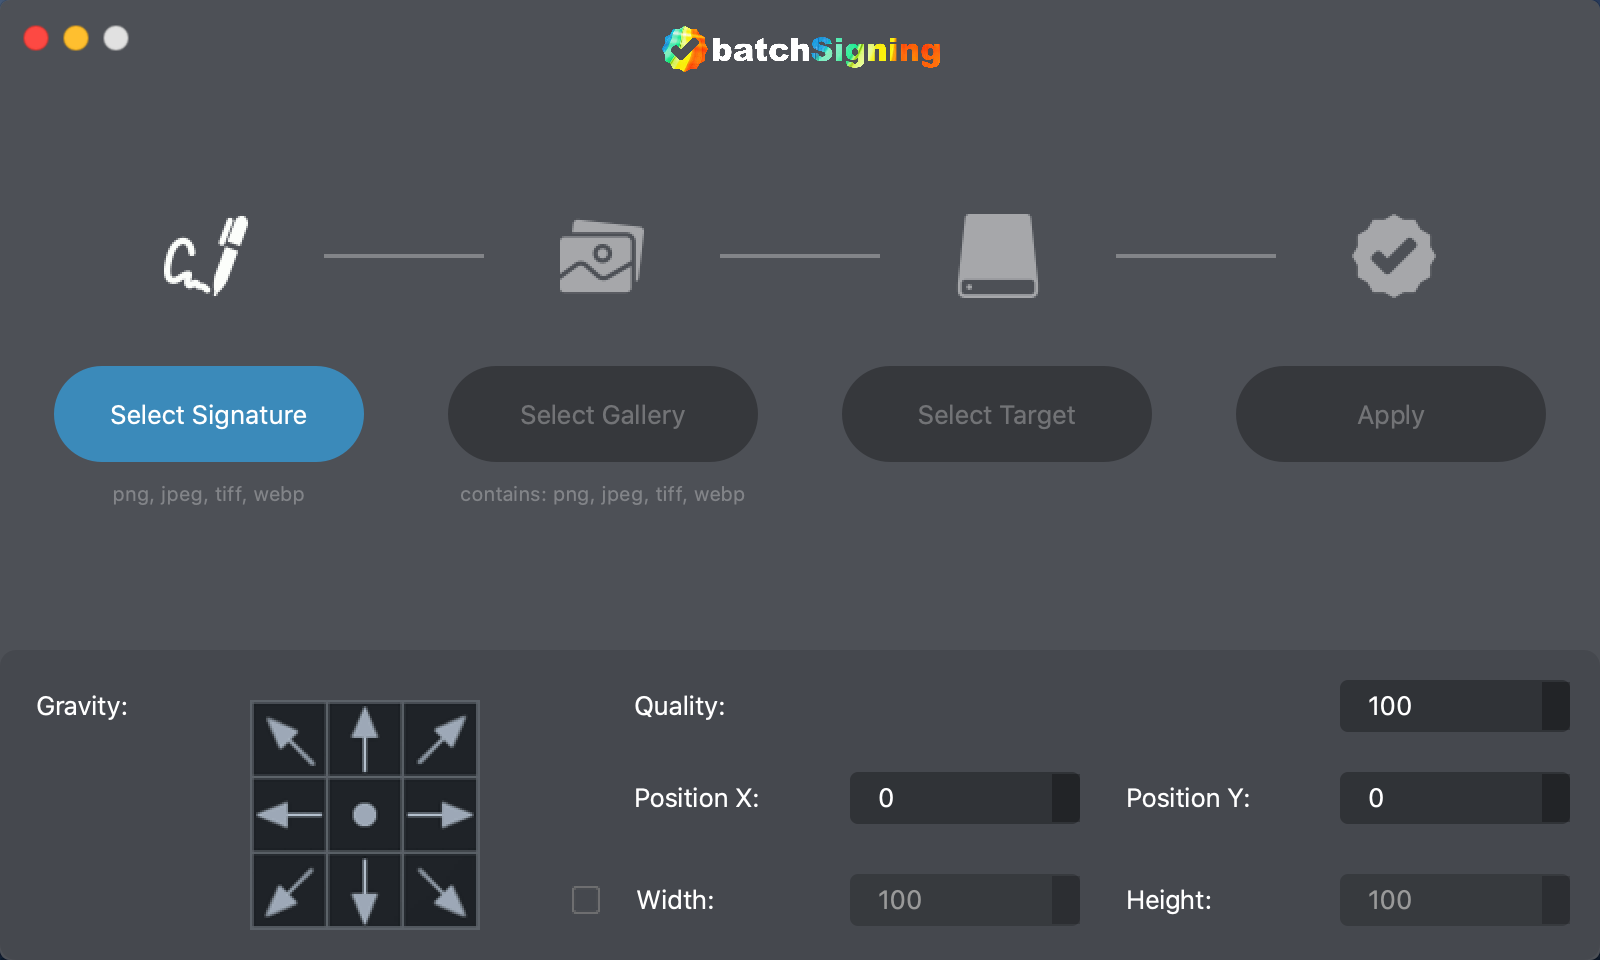 batchSigning
Select Signature
Select Gallery
Select Target
Apply
png, jpeg, tiff, webp
contains: png, jpeg, tiff, webp
Gravity:
Quality:
100
Position X:
0
Position Y:
0
Width:
100
Height:
100